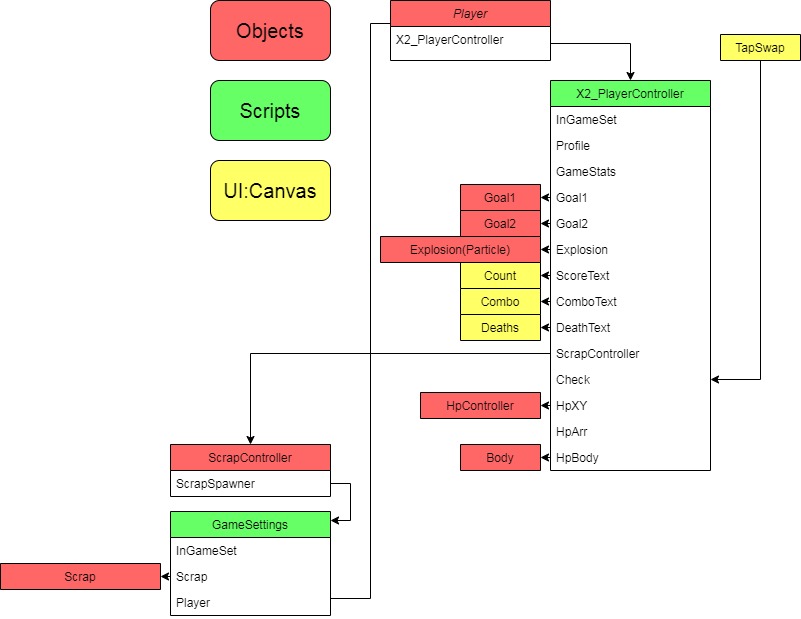 Objects
Scripts
UI:Canvas
Player
X2_PlayerController
TapSwap
X2_PlayerController
InGameSet
Profile
GameStats
Goal1
Goal1
Goal2
Goal2
Explosion(Particle)
Explosion
Count
ScoreText
Combo
ComboText
Deaths
DeathText
ScrapController
Check
HpController
HpXY
HpArr
Body
HpBody
ScrapController
ScrapSpawner
GameSettings
InGameSet
Scrap
Scrap
Player